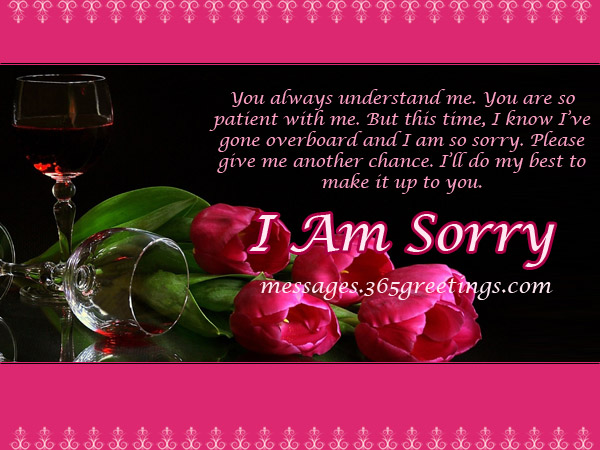 You always understand me. You are so
patient with me. But this time, I know I've
gone overboard and I am so sorry. Please
give me another chance. I'll do my best to
make it up to you.
I Am Sorry
messages.365greetings.com